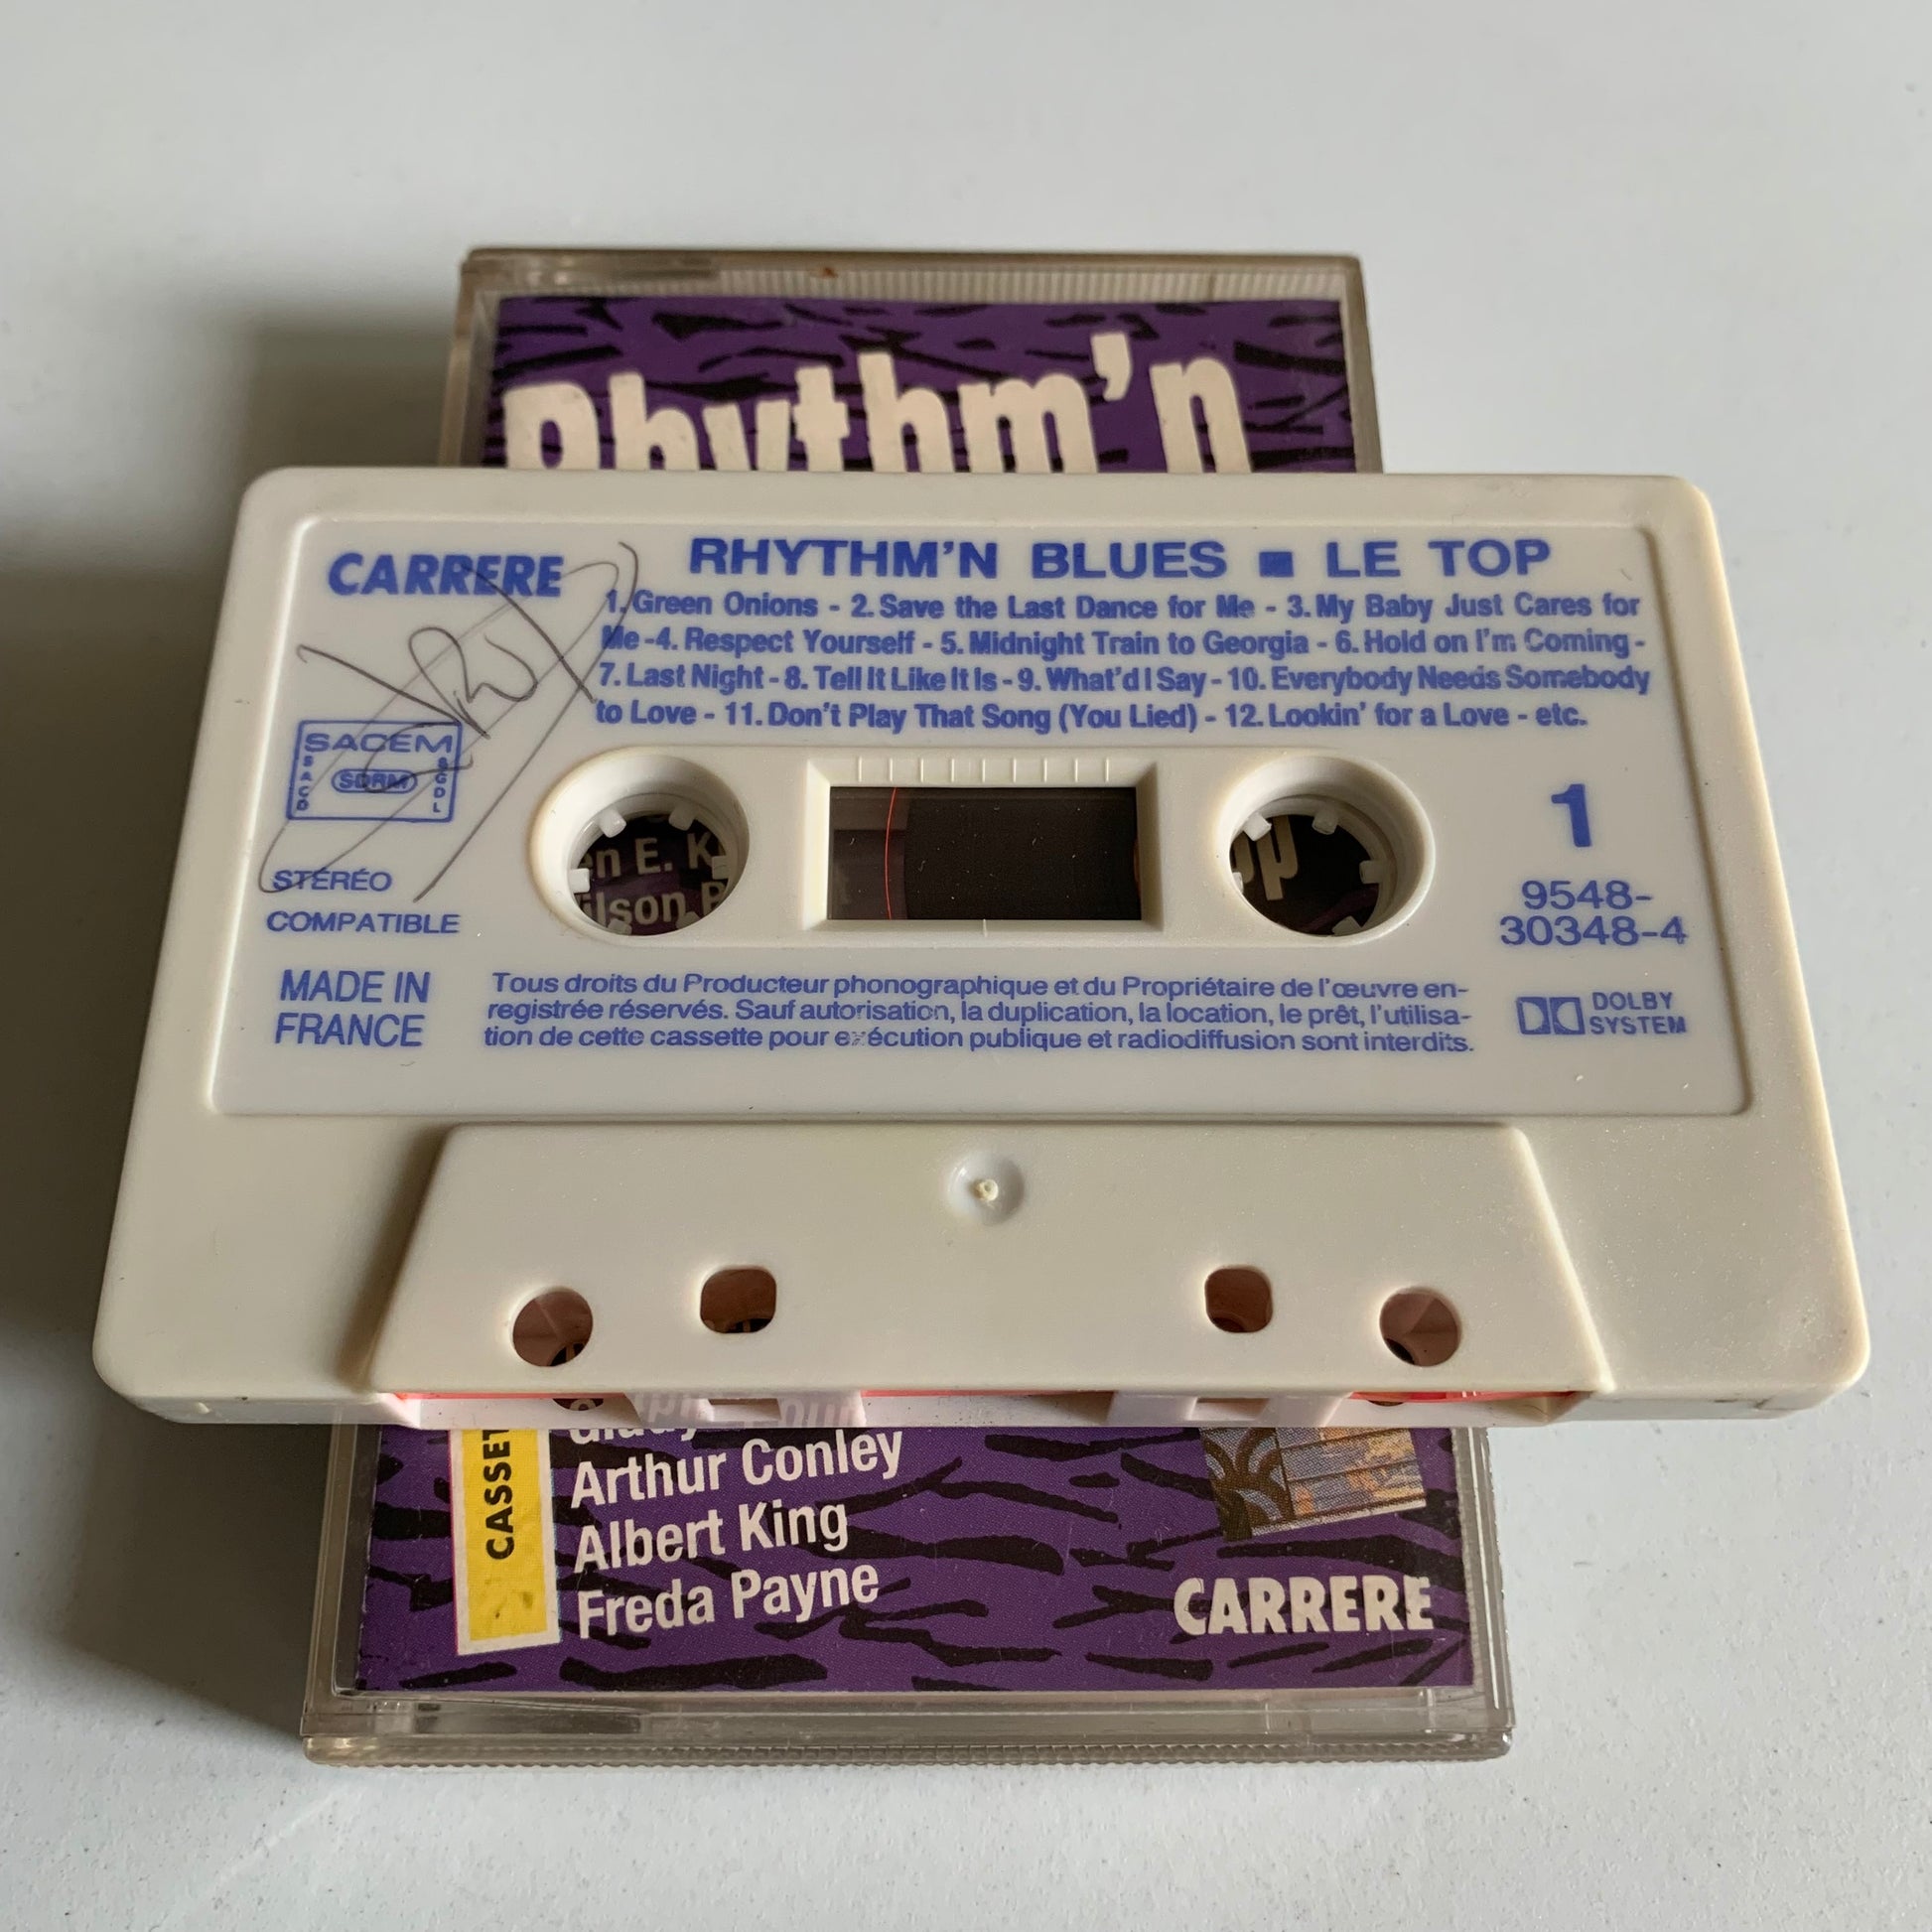 Rhythm'n
CARRERE
RHYTHM'N BLUES ■ LE TOP
1. Green Onions - 2. Save the Last Dance for Me - 3. My Baby Just Cares for
Me - 4. Respect Yourself - 5. Midnight Train to Georgia - 6. Hold on I'm Coming -
7. Last Night - 8. Tell It Like It Is - 9. What'd I Say - 10. Everybody Needs Somebody
to Love - 11. Don't Play That Song (You Lied) - 12. Lookin' for a Love - etc.
SACEM
SACD
SDRM
SGDL
STÉRÉO
COMPATIBLE
MADE IN
FRANCE
en E. K
ilson P
1
9548-
30348-4
Tous droits du Producteur phonographique et du Propriétaire de l'œuvre en-
registrée réservés. Sauf autorisation, la duplication, la location, le prêt, l'utilisa-
tion de cette cassette pour exécution publique et radiodiffusion sont interdits.
DOLBY
SYSTEM
CASSET
Arthur Conley
Albert King
Freda Payne
CARRERE